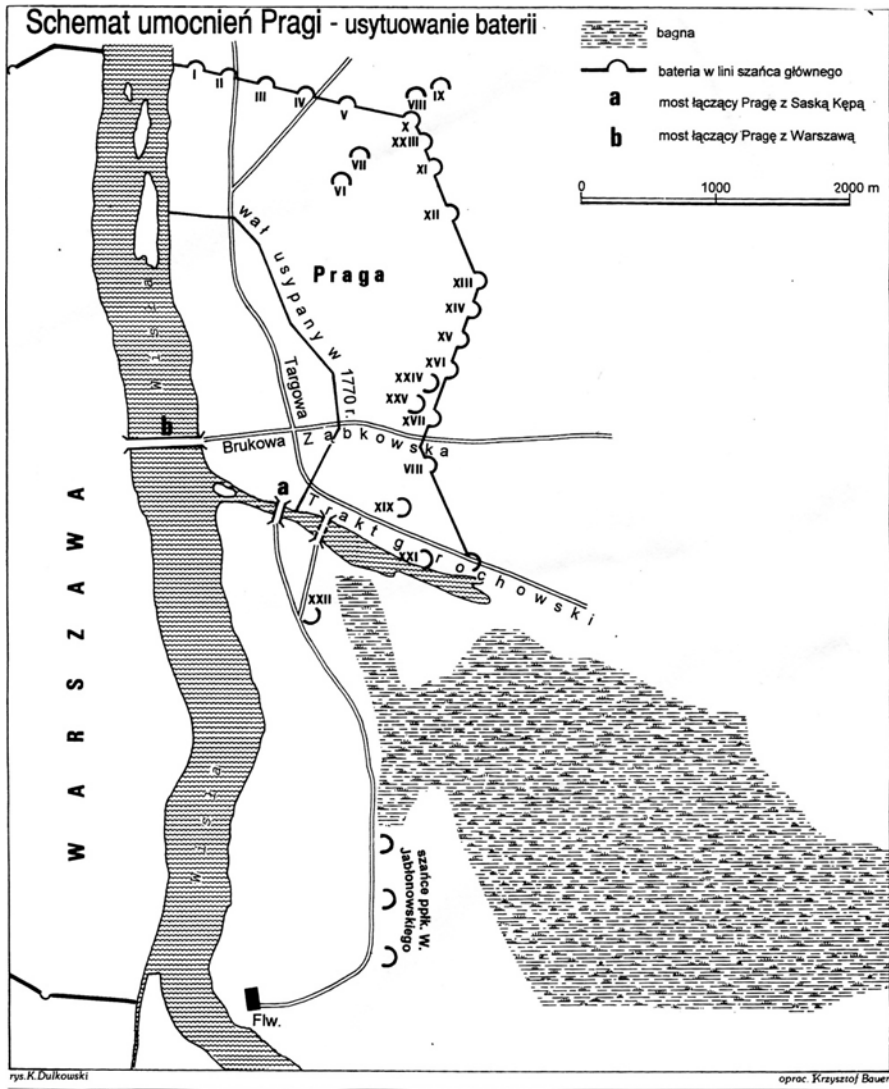 Schemat umocnień Pragi - usytuowanie baterii
bagna
bateria w lini szańca głównego
a most łączący Pragę z Saską Kępą
b most łączący Pragę z Warszawą
0 1000 2000 m
I
II
III
IV
V
VIII
IX
X
XXIII
VII
VI
XI
XII
wał usypany w 1770 r.
Praga
XIII
XIV
XV
XVI
XXIV
XXV
XVII
Wisła
Targowa
b
Brukowa
Ząbkowska
VIII
a
XIX
Trakt grochowski
XXI
XXII
WARSZAWA
Wisła
szańce ppłk. W.
Jabłonowskiego
Flw.
rys.K.Dulkowski
oprac. Krzysztof Bauer